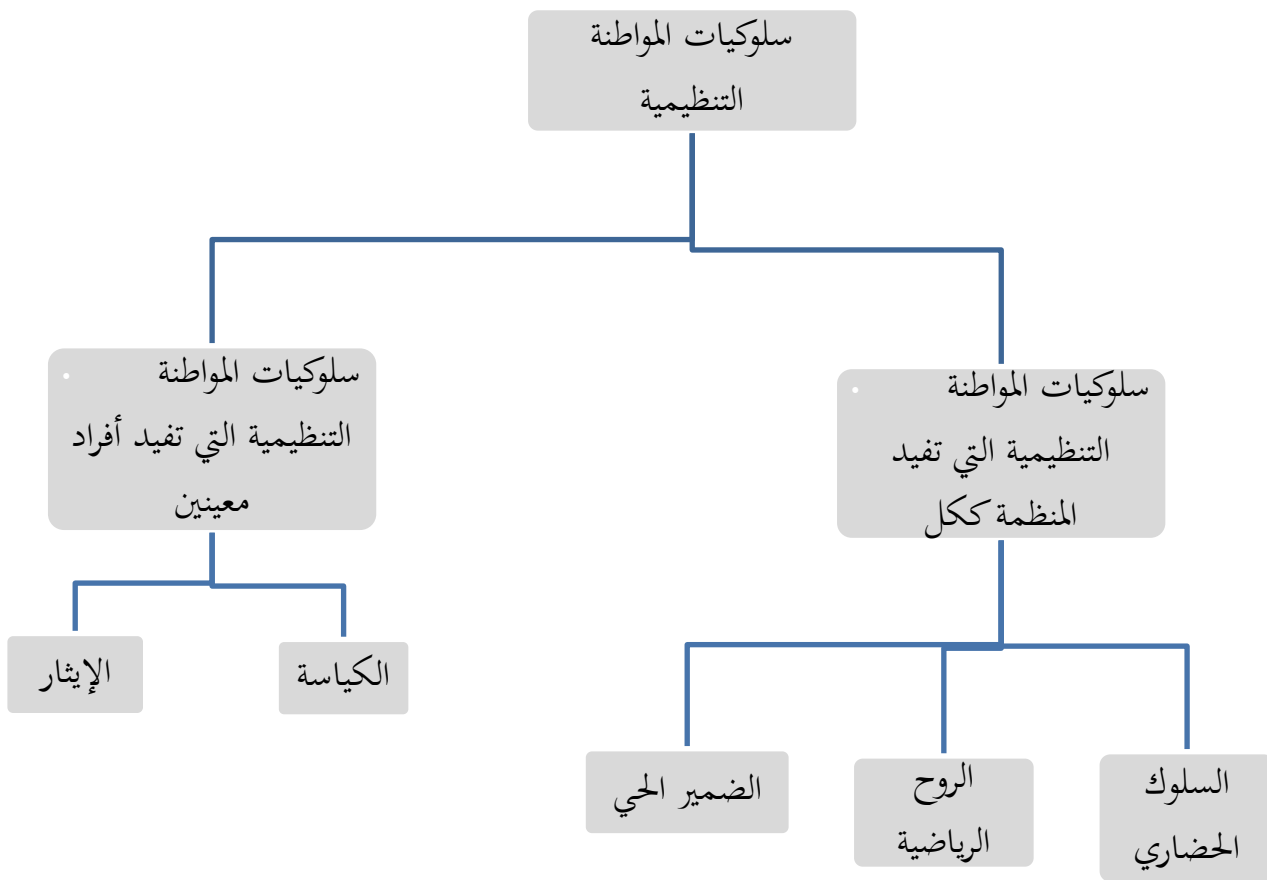 سلوكيات المواطنة
التنظيمية
سلوكيات المواطنة
التنظيمية التي تفيد
المنظمة ككل
سلوكيات المواطنة
التنظيمية التي تفيد أفراد
معينين
السلوك
الحضاري
الروح
الرياضية
الضمير الحي
الكياسة
الإيثار